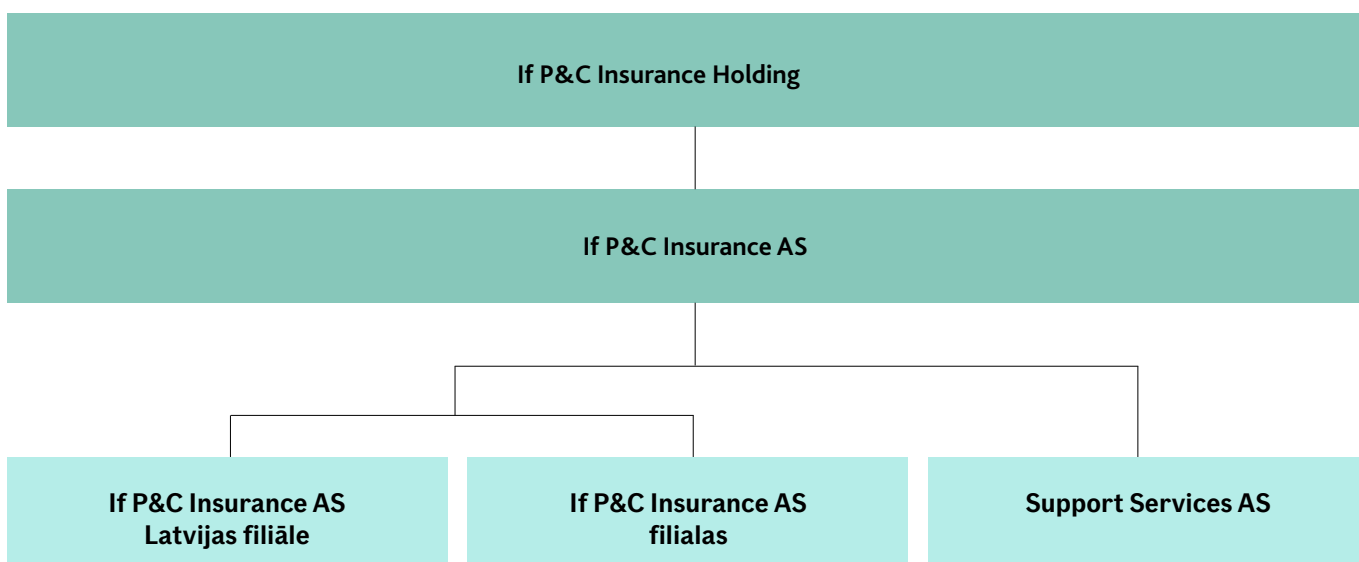 If P&C Insurance Holding
If P&C Insurance AS
If P&C Insurance AS
Latvijas filiāle
If P&C Insurance AS
filialas
Support Services AS